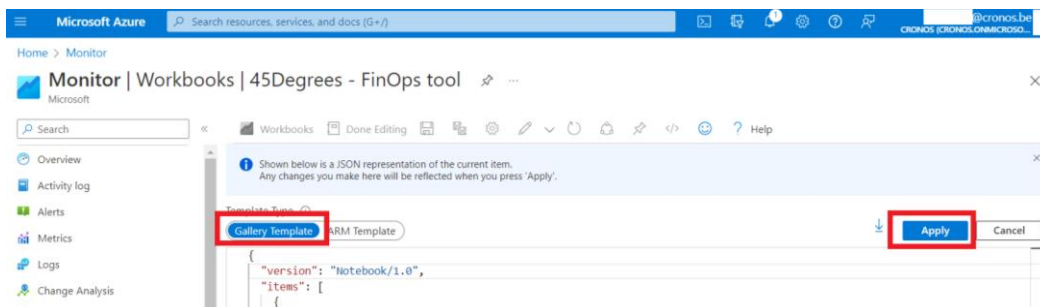 Microsoft Azure
Search resources, services, and docs (G+/)
1
@cronos.be
CRONOS (CRONOS.ONMICROSO...
Home > Monitor
Monitor | Workbooks | 45Degrees - FinOps tool
Microsoft
Search
Workbooks Done Editing ? Help
Overview
Shown below is a JSON representation of the current item.
Any changes you make here will be reflected when you press 'Apply'.
Activity log
Alerts
Template Type
Gallery Template ARM Template Apply Cancel
Metrics
{
Logs
"version": "Notebook/1.0",
"items": [
Change Analysis
{